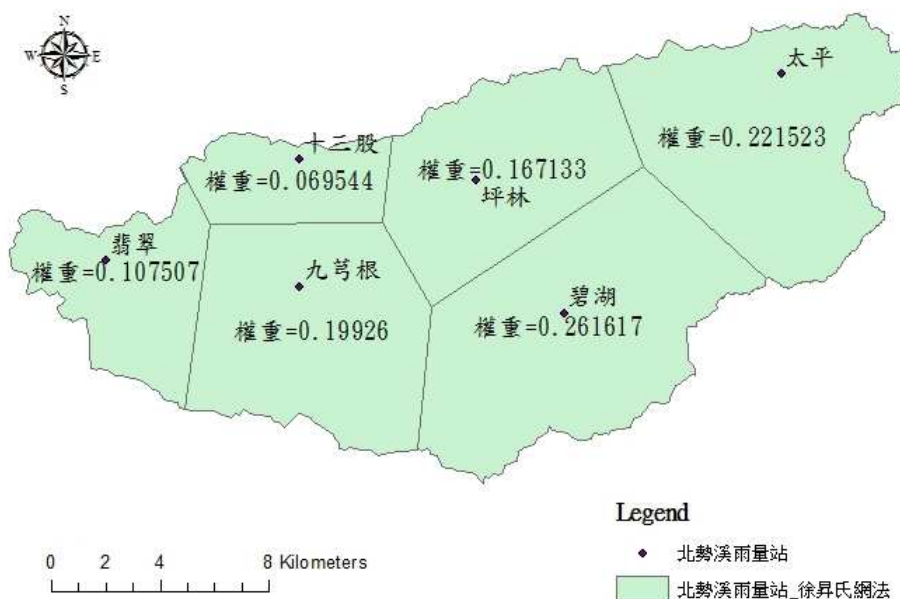 N
W E
S
太平
權重=0.221523
十三股
權重=0.069544
權重=0.167133
坪林
翡翠
權重=0.107507
九芎根
權重=0.19926
碧湖
權重=0.261617
Legend
北勢溪雨量站
北勢溪雨量站_徐昇氏網法
0 2 4 8 Kilometers